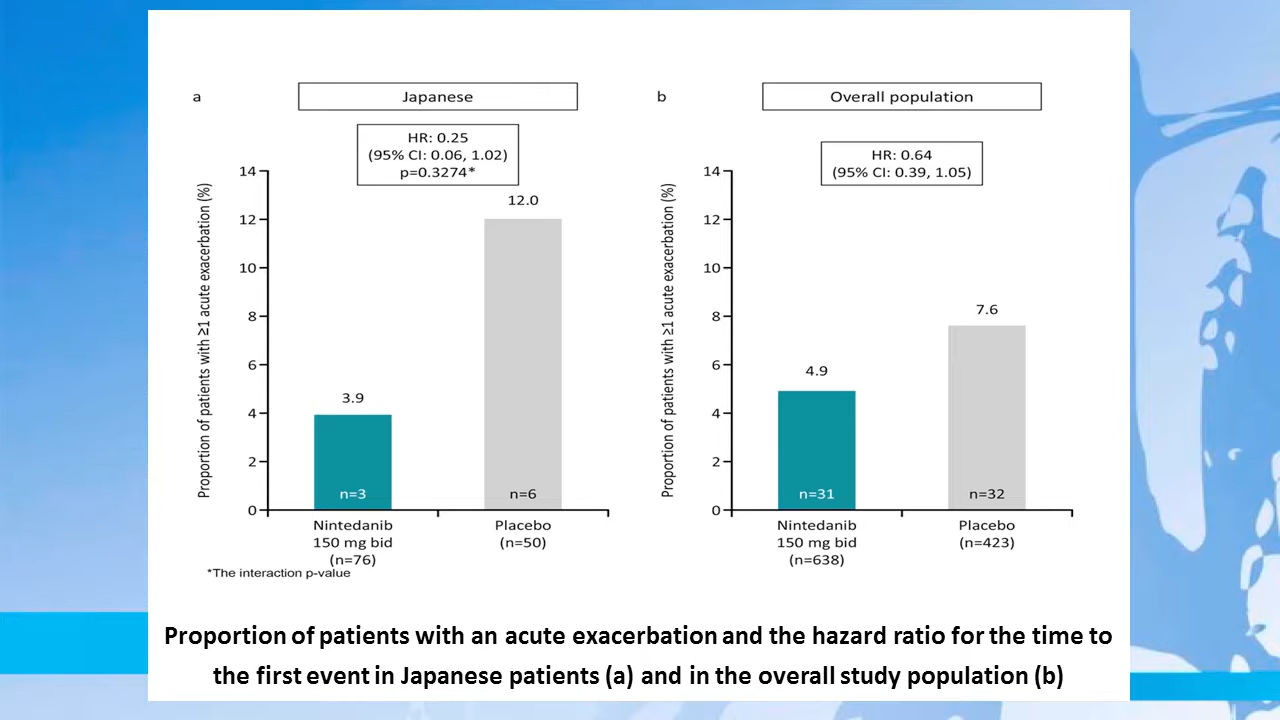 a
Japanese
HR: 0.25
(95% CI: 0.06, 1.02)
p=0.3274*
Proportion of patients with ≥1 acute exacerbation (%)
14
12
10
8
6
4
2
0
3.9
12.0
n=3
n=6
Nintedanib
150 mg bid
(n=76)
Placebo
(n=50)
*The interaction p-value
b
Overall population
HR: 0.64
(95% CI: 0.39, 1.05)
Proportion of patients with ≥1 acute exacerbation (%)
14
12
10
8
6
4
2
0
4.9
7.6
n=31
n=32
Nintedanib
150 mg bid
(n=638)
Placebo
(n=423)
Proportion of patients with an acute exacerbation and the hazard ratio for the time to
the first event in Japanese patients (a) and in the overall study population (b)